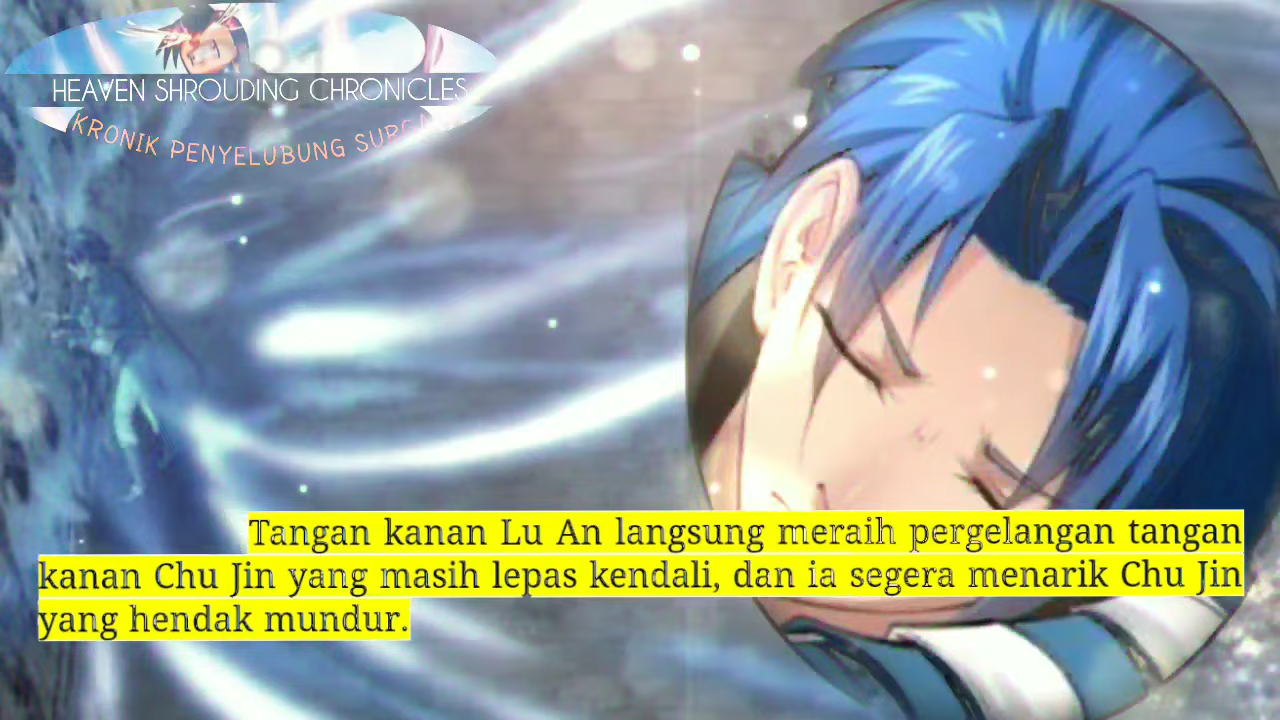 HEAVEN SHROUDING CHRONICLES
KRONIK PENYELUBUNG SURGA
Tangan kanan Lu An langsung meraih pergelangan tangan
kanan Chu Jin yang masih lepas kendali, dan ia segera menarik Chu Jin
yang hendak mundur.